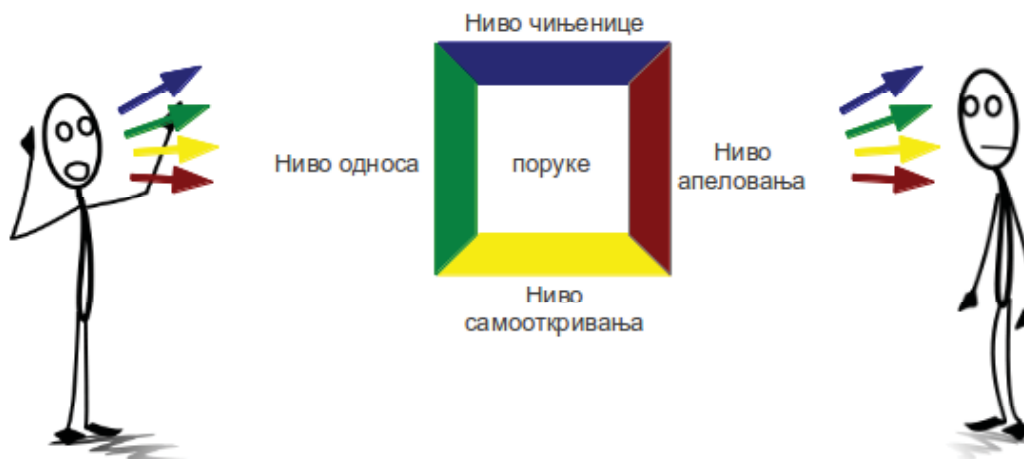 Ниво чињенице
Ниво односа
поруке
Ниво
апеловања
Ниво
самооткривања